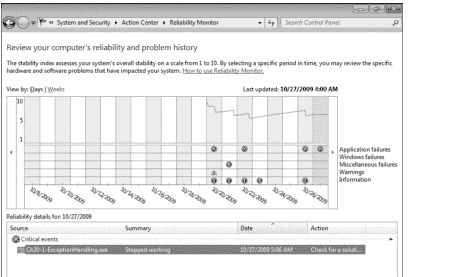 « System and Security ▸ Action Center ▸ Reliability Monitor
Search Control Panel
Review your computer's reliability and problem history
The stability index assesses your system's overall stability on a scale from 1 to 10. By selecting a specific period in time, you may review the specific
hardware and software problems that have impacted your system. How to use Reliability Monitor.
View by: Days | Weeks
Last updated: 10/27/2009 4:00 AM
10
5
1
Application failures
Windows failures
Miscellaneous failures
Warnings
Information
10/8/2009 10/10/2009 10/12/2009 10/14/2009 10/16/2009 10/18/2009 10/20/2009 10/22/2009 10/24/2009 10/26/2009
Reliability details for: 10/27/2009
Source Summary Date Action
Critical events
Ch20-1-ExceptionHandling.exe Stopped working 10/27/2009 5:06 AM Check for a soluti...